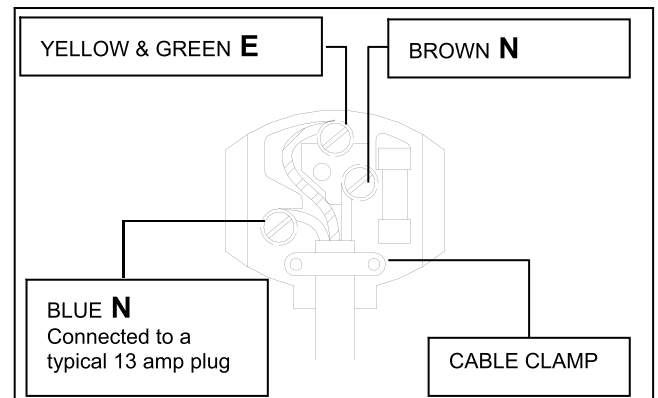 YELLOW & GREEN E
BROWN N
BLUE N
Connected to a
typical 13 amp plug
CABLE CLAMP